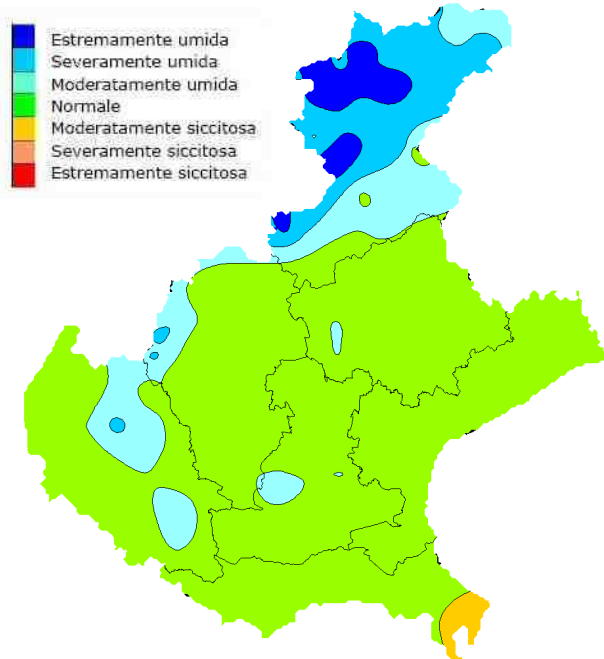 Estremamente umida
Severamente umida
Moderatamente umida
Normale
Moderatamente siccitosa
Severamente siccitosa
Estremamente siccitosa